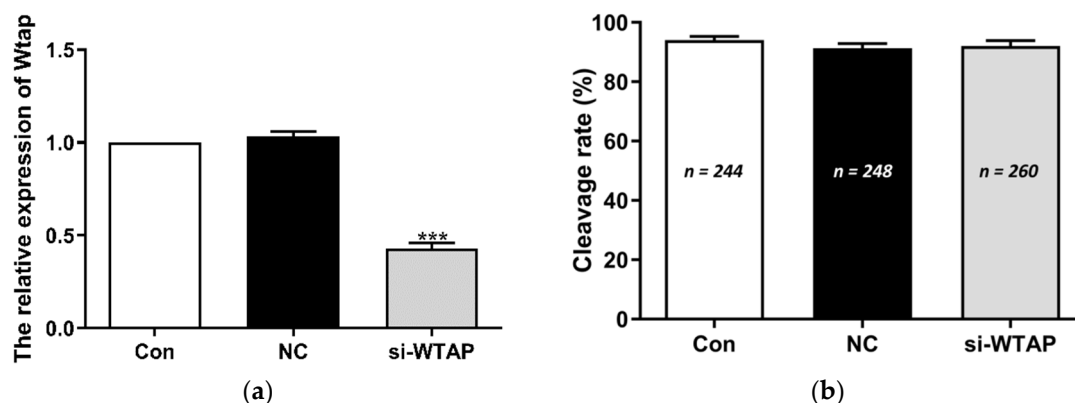 The relative expression of Wtap
1.5
1.0
0.5
0.0
***
Con
NC
si-WTAP
(a)
Cleavage rate (%)
100
80
60
40
20
0
n = 244
n = 248
n = 260
Con
NC
si-WTAP
(b)